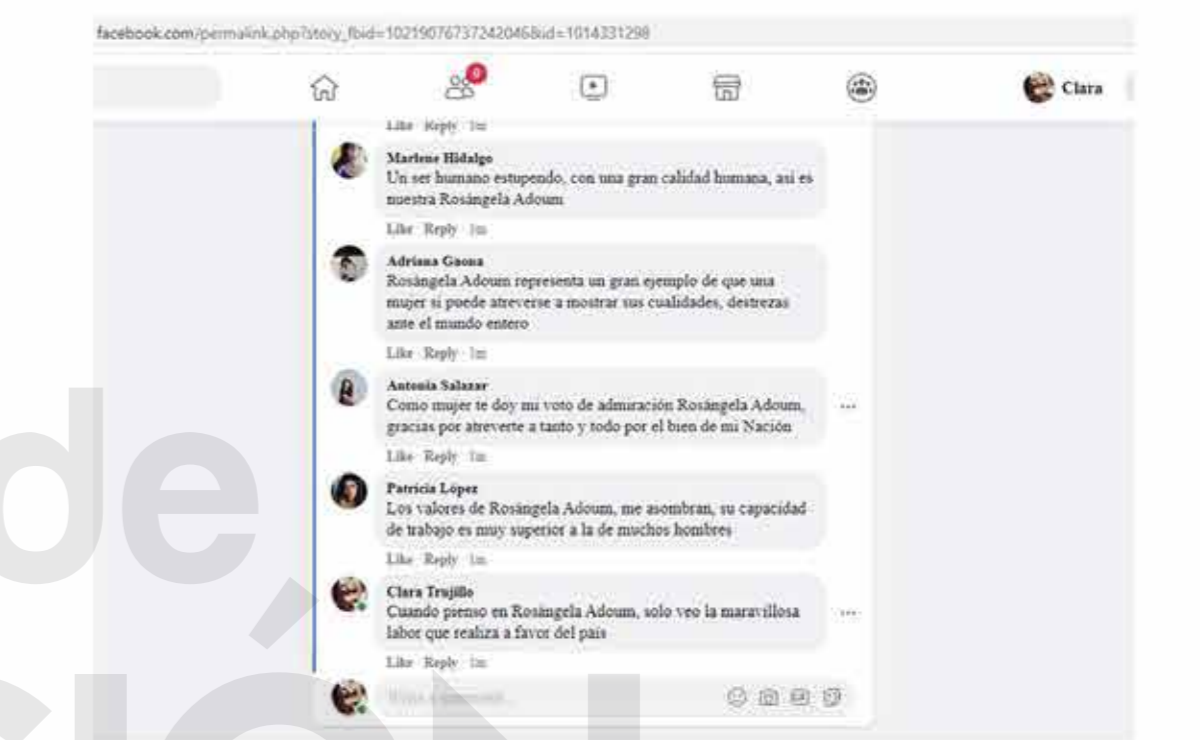 facebook.com/permalink.php?story_fbid=10219076737242046&id=1014331298
Clara
Like Reply 1m
Marlene Hidalgo
Un ser humano estupendo, con una gran calidad humana, asi es
nuestra Rosángela Adoum
Like Reply 1m
Adriana Gaona
Rosángela Adoum representa un gran ejemplo de que una
mujer si puede atreverse a mostrar sus cualidades, destrezas
ante el mundo entero
Like Reply 1m
Antonia Salazar
Como mujer te doy mi voto de admiración Rosángela Adoum,
gracias por atreverte a tanto y todo por el bien de mi Nación
Like Reply 1m
Patricia López
Los valores de Rosángela Adoum, me asombran, su capacidad
de trabajo es muy superior a la de muchos hombres
Like Reply 1m
Clara Trujillo
Cuando pienso en Rosángela Adoum, solo veo la maravillosa
labor que realiza a favor del país
Like Reply 1m
de